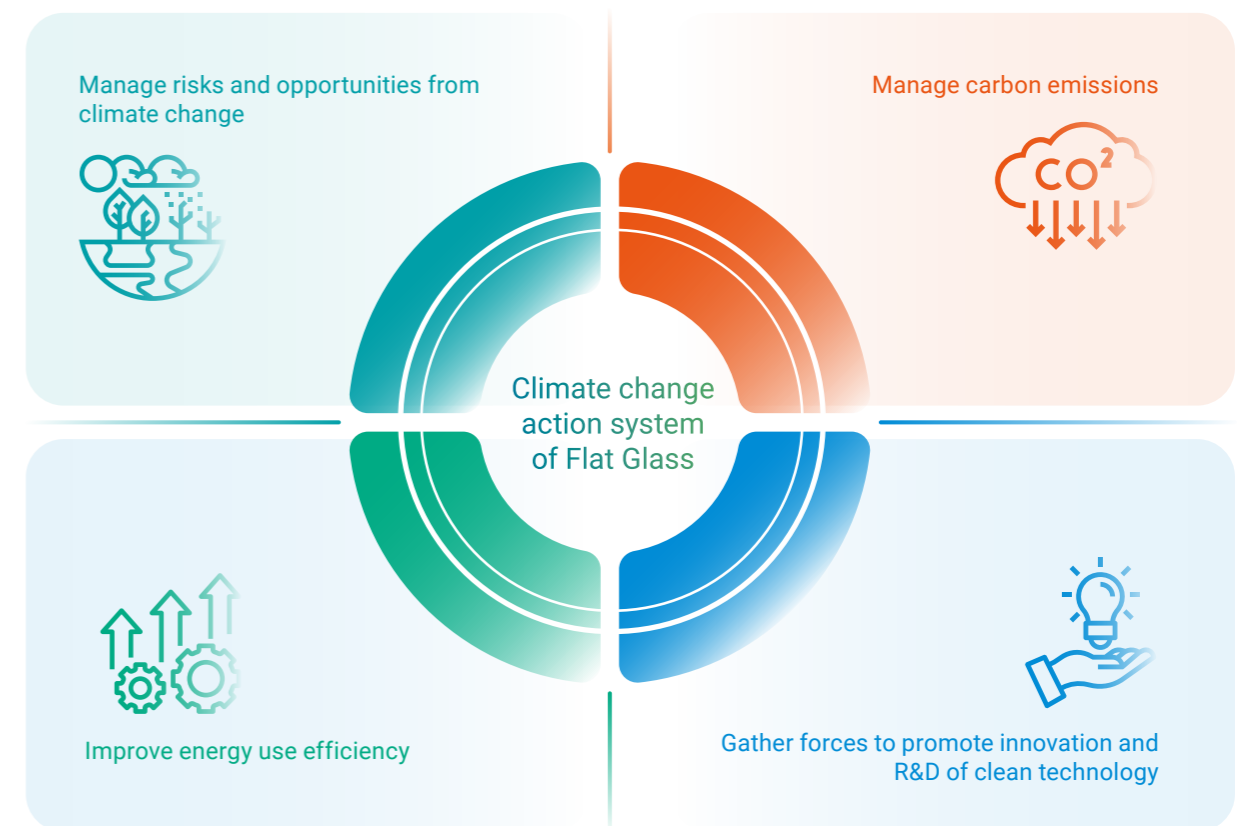 Manage risks and opportunities from
climate change
Manage carbon emissions
CO²
Climate change
action system
of Flat Glass
Improve energy use efficiency
Gather forces to promote innovation and
R&D of clean technology